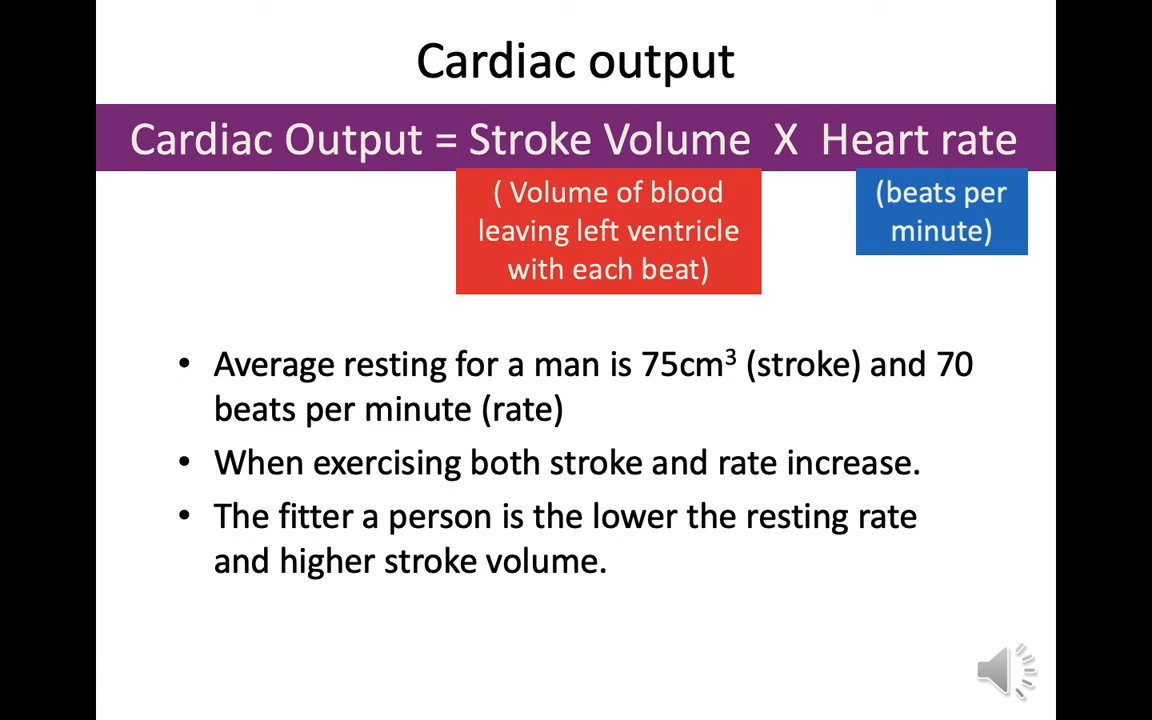 Cardiac output
Cardiac Output = Stroke Volume X Heart rate
( Volume of blood
leaving left ventricle
with each beat)
(beats per
minute)
• Average resting for a man is 75cm³ (stroke) and 70
beats per minute (rate)
• When exercising both stroke and rate increase.
• The fitter a person is the lower the resting rate
and higher stroke volume.